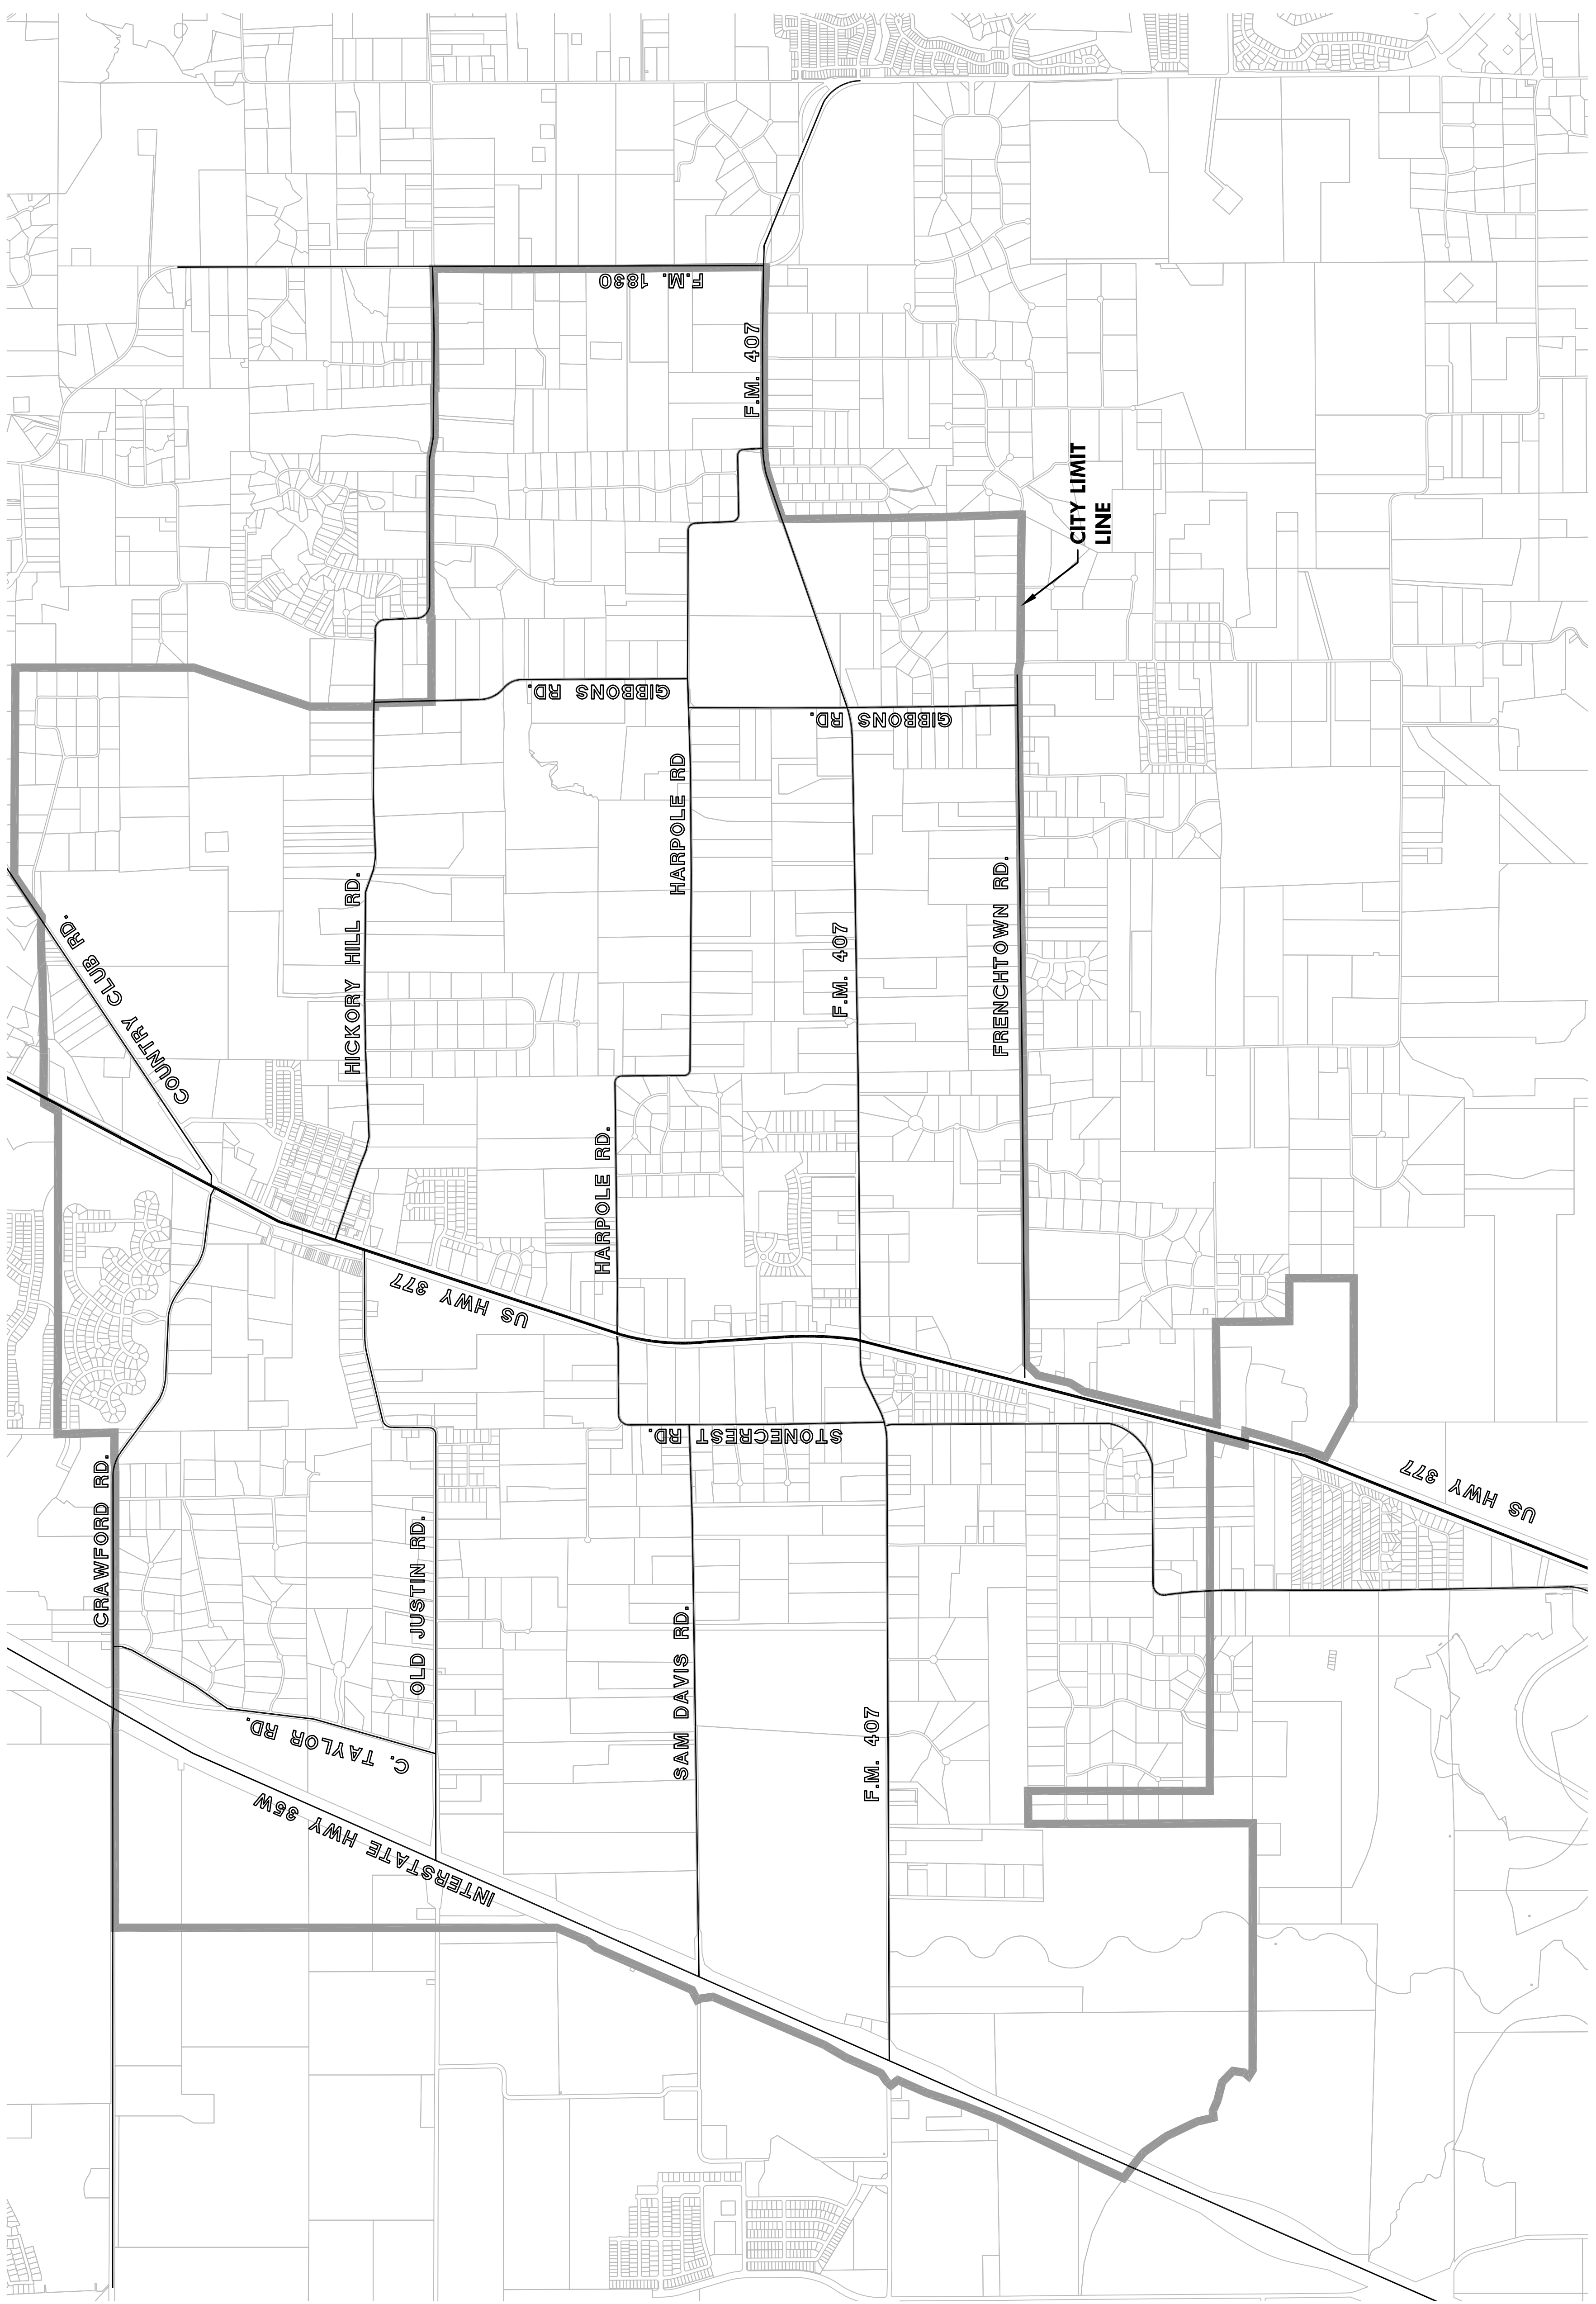 F.M. 1830
F.M. 407
CITY LIMIT
LINE
GIBBONS RD.
GIBBONS RD.
HARPOLE RD
HICKORY HILL RD.
COUNTRY CLUB RD.
F.M. 407
FRENCHTOWN RD.
HARPOLE RD.
US HWY 377
STONECREST RD.
US HWY 377
CRAWFORD RD.
OLD JUSTIN RD.
SAM DAVIS RD.
C. TAYLOR RD.
F.M. 407
INTERSTATE HWY 35W